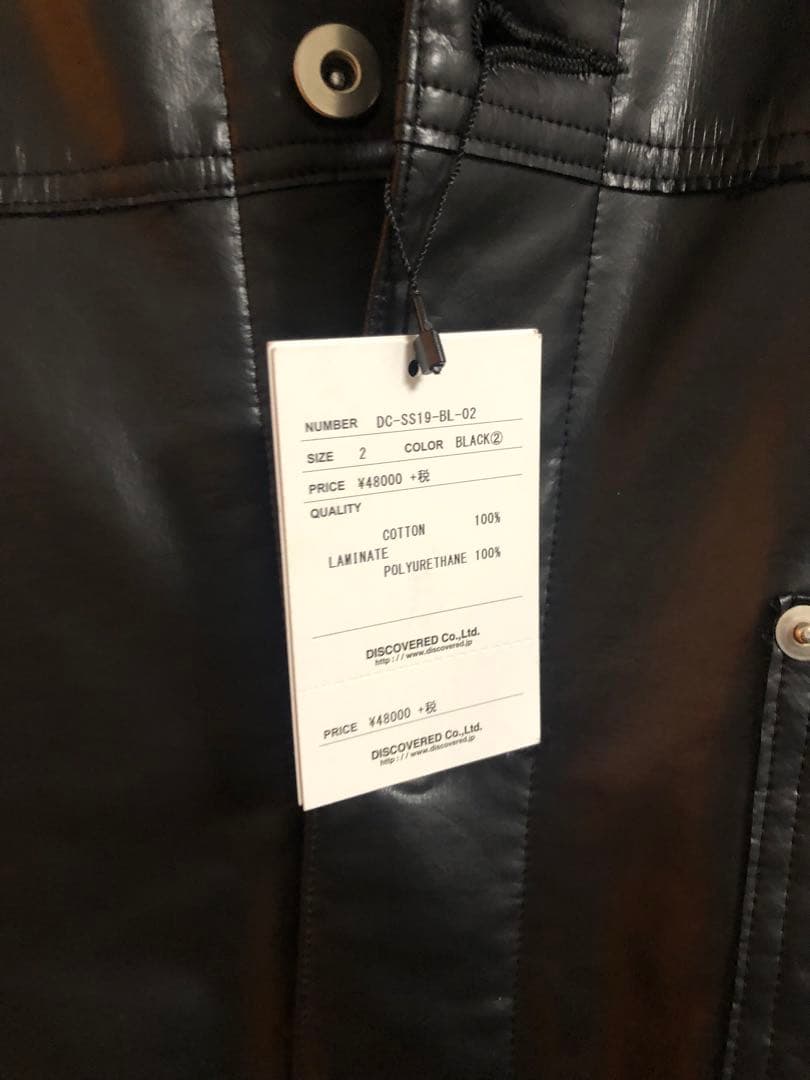 NUMBER DC-SS19-BL-02
SIZE 2 COLOR BLACK②
PRICE ¥48000 +税
QUALITY
COTTON 100%
LAMINATE
POLYURETHANE 100%
DISCOVERED Co.,Ltd.
http://www.discovered.jp
PRICE ¥48000 +税
DISCOVERED Co.,Ltd.
http://www.discovered.jp